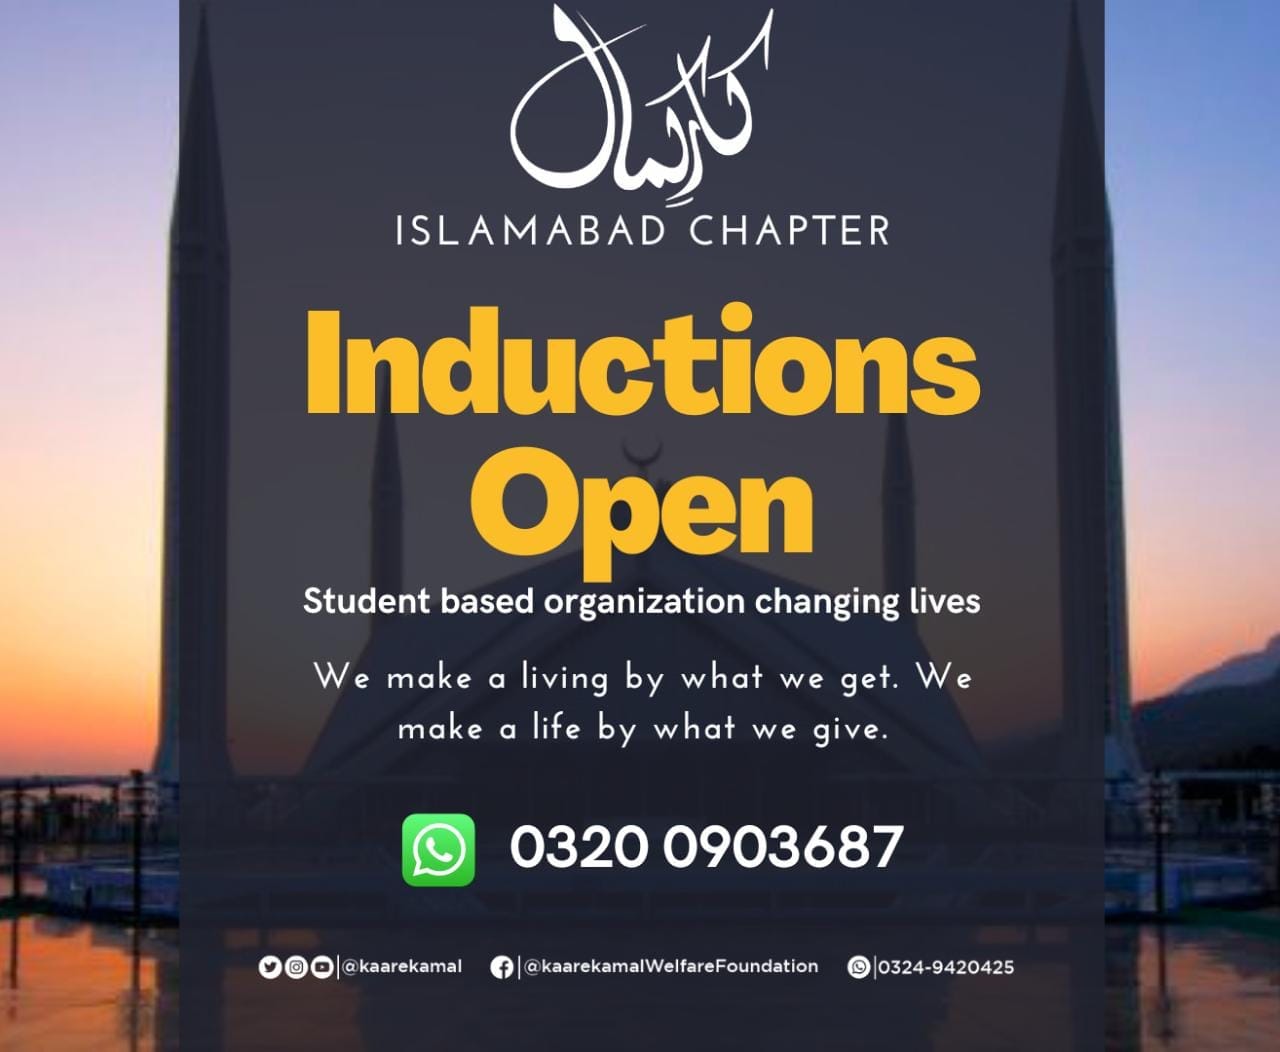 کارِکمال
ISLAMABAD CHAPTER
Inductions
Open
Student based organization changing lives
We make a living by what we get. We
make a life by what we give.
0320 0903687
|@kaarekamal |@kaarekamalWelfareFoundation |0324-9420425